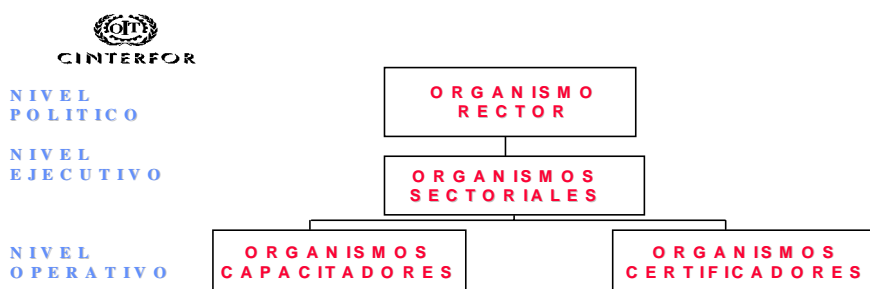 OIT
CINTERFOR
NIVEL
POLITICO
ORGANISMO
RECTOR
NIVEL
EJECUTIVO
ORGANISMOS
SECTORIALES
NIVEL
OPERATIVO
ORGANISMOS
CAPACITADORES
ORGANISMOS
CERTIFICADORES